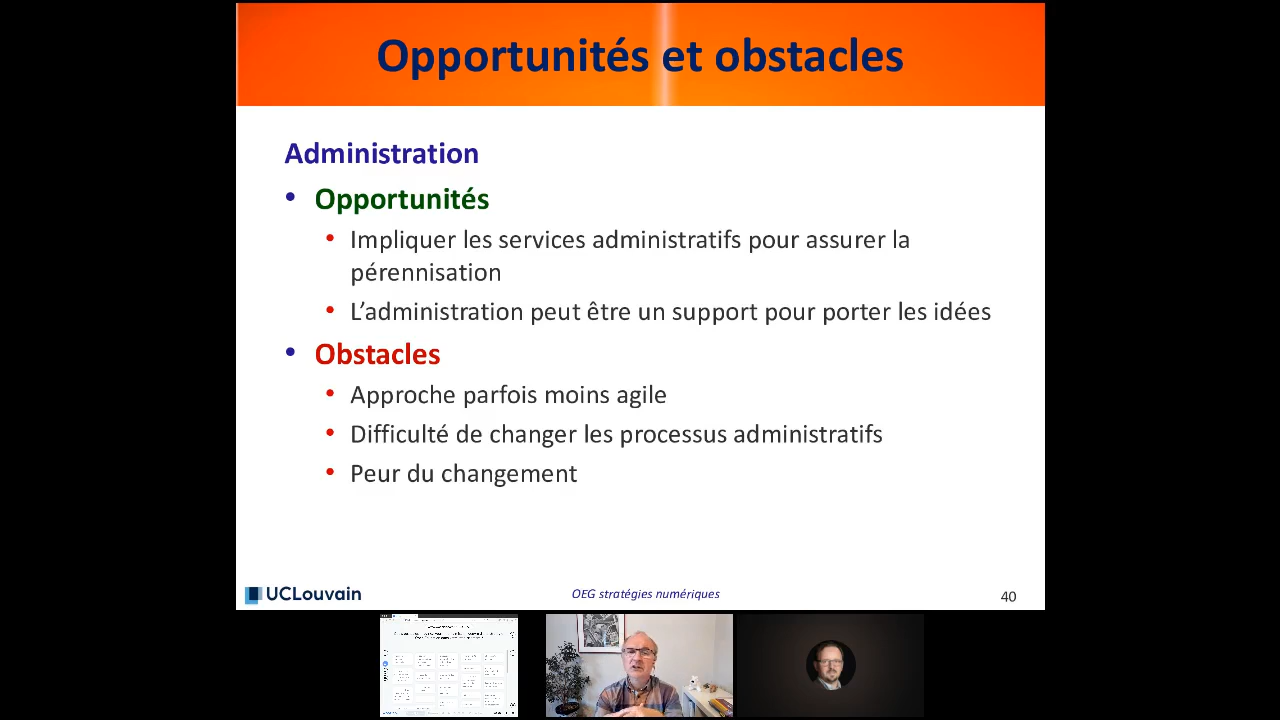 Opportunités et obstacles
Administration
• Opportunités
• Impliquer les services administratifs pour assurer la
pérennisation
• L’administration peut être un support pour porter les idées
• Obstacles
• Approche parfois moins agile
• Difficulté de changer les processus administratifs
• Peur du changement
UCLouvain
OEG stratégies numériques
40